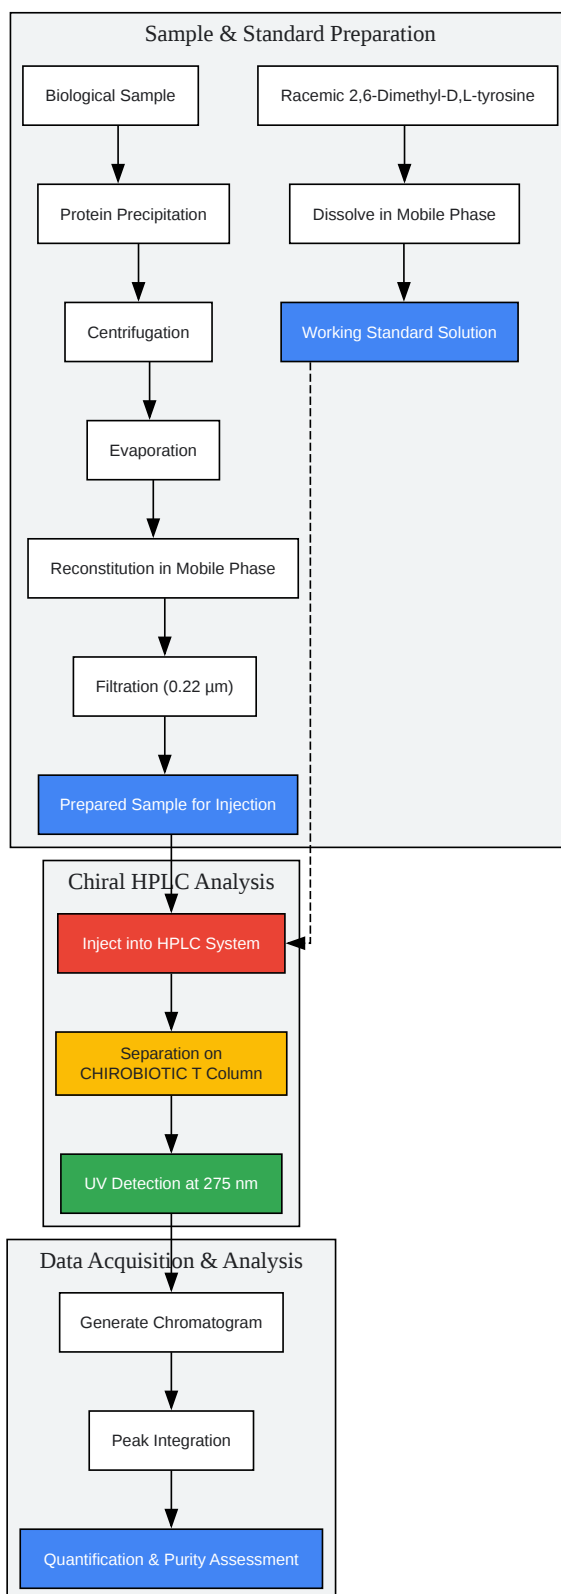 Sample & Standard Preparation
Biological Sample
Racemic 2,6-Dimethyl-D,L-tyrosine
Protein Precipitation
Dissolve in Mobile Phase
Centrifugation
Working Standard Solution
Evaporation
Reconstitution in Mobile Phase
Filtration (0.22 µm)
Prepared Sample for Injection
Chiral HPLC Analysis
Inject into HPLC System
Separation on
CHIROBIOTIC T Column
UV Detection at 275 nm
Data Acquisition & Analysis
Generate Chromatogram
Peak Integration
Quantification & Purity Assessment